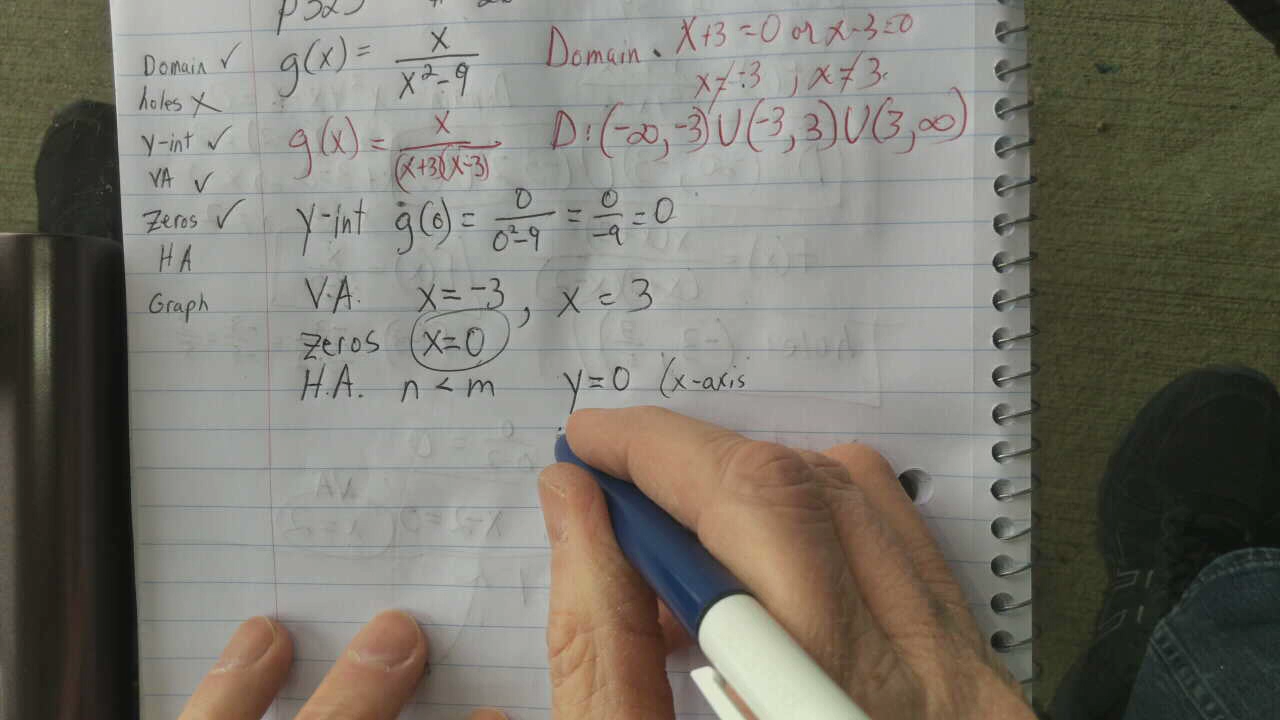 p 323
Domain ✓
holes X
y-int ✓
VA ✓
zeros ✓
HA
Graph
g(x) = x / (x² - 9)
Domain. x+3 = 0 or x-3 = 0
x ≠ -3 ; x ≠ 3
g(x) = x / ((x+3)(x-3))
D: (-∞, -3) U (-3, 3) U (3, ∞)
y-int g(0) = 0 / (0² - 9) = 0 / -9 = 0
V.A. x = -3, x = 3
zeros x=0
H.A. n < m y=0 (x-axis